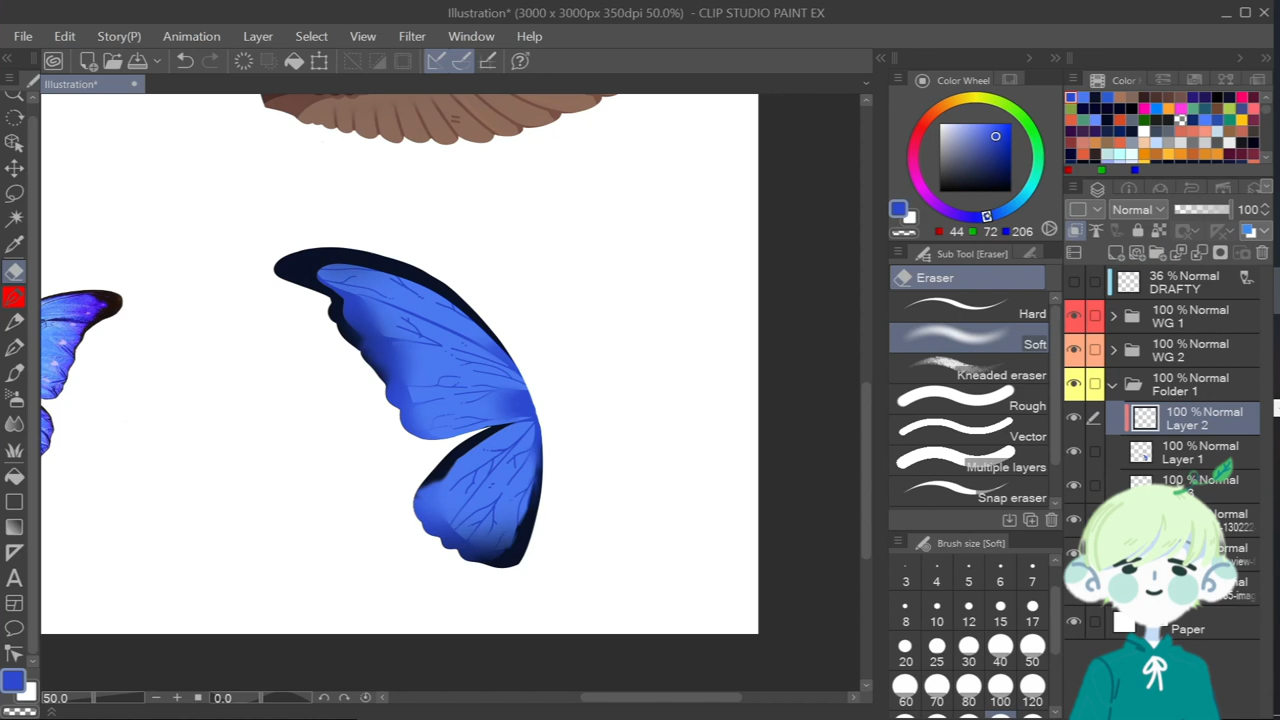 Illustration* (3000 x 3000px 350dpi 50.0%) - CLIP STUDIO PAINT EX
File Edit Story(P) Animation Layer Select View Filter Window Help
Illustration*
Color Wheel
Color
44 72 206
Normal 100
Sub Tool [Eraser]
Eraser
Hard
Soft
Kneaded eraser
Rough
Vector
Multiple layers
Snap eraser
Brush size [Soft]
3 4 5 6 7
8 10 12 15 17
20 25 30 40 50
60 70 80 100 120
36 % Normal
DRAFTY
100 % Normal
WG 1
100 % Normal
WG 2
100 % Normal
Folder 1
100 % Normal
Layer 2
100 % Normal
Layer 1
100 % Normal
Paper
50.0
0.0